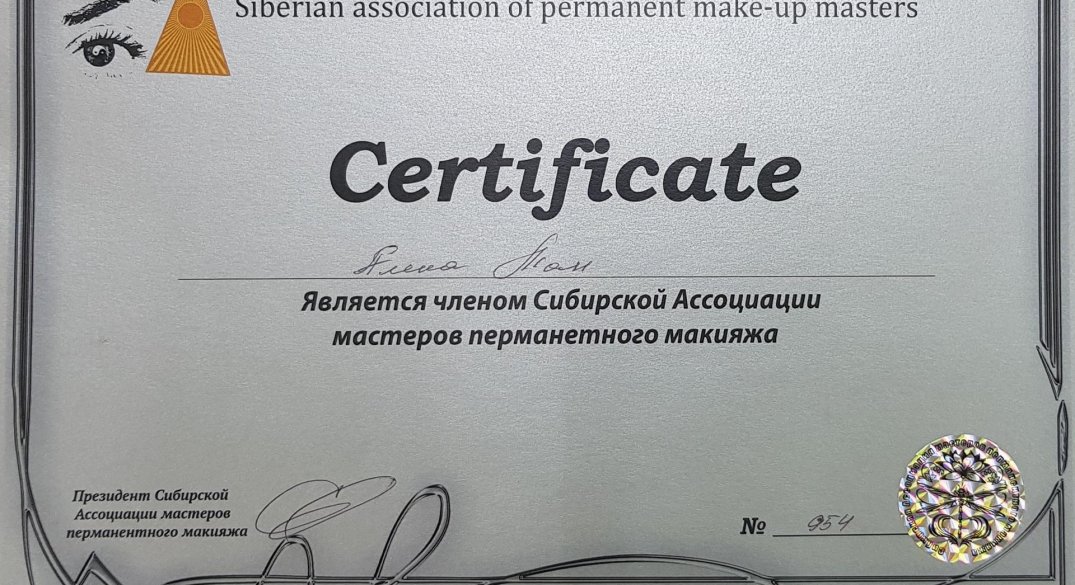 Siberian association of permanent make-up masters
Certificate
Алена
Является членом Сибирской Ассоциации
мастеров перманетного макияжа
Президент Сибирской
Ассоциации мастеров
перманентного макияжа
№ 954